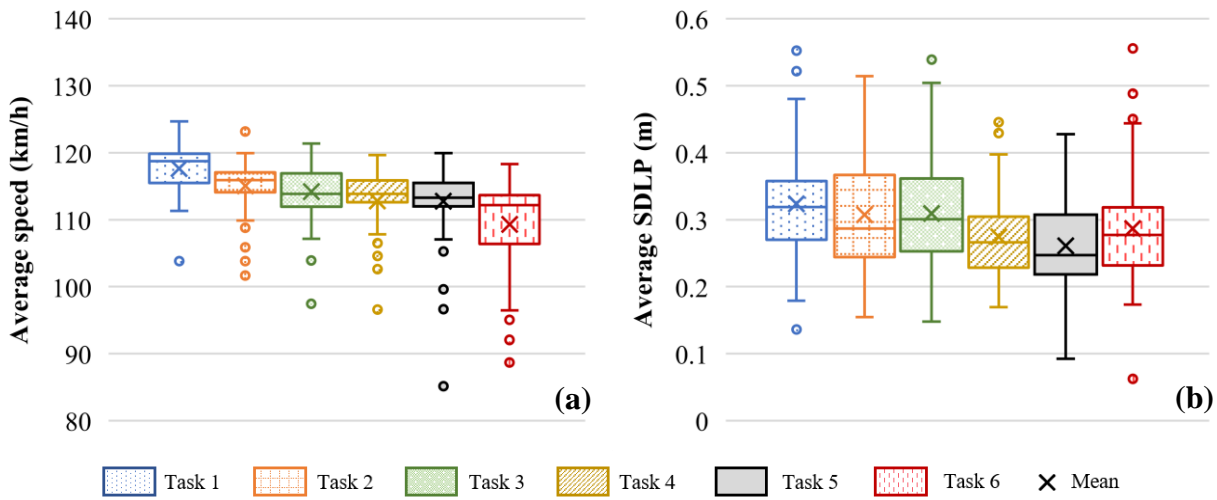 Average speed (km/h)
140
130
120
110
100
90
80
(a)
Average SDLP (m)
0.6
0.5
0.4
0.3
0.2
0.1
0
(b)
Task 1 Task 2 Task 3 Task 4 Task 5 Task 6 Mean